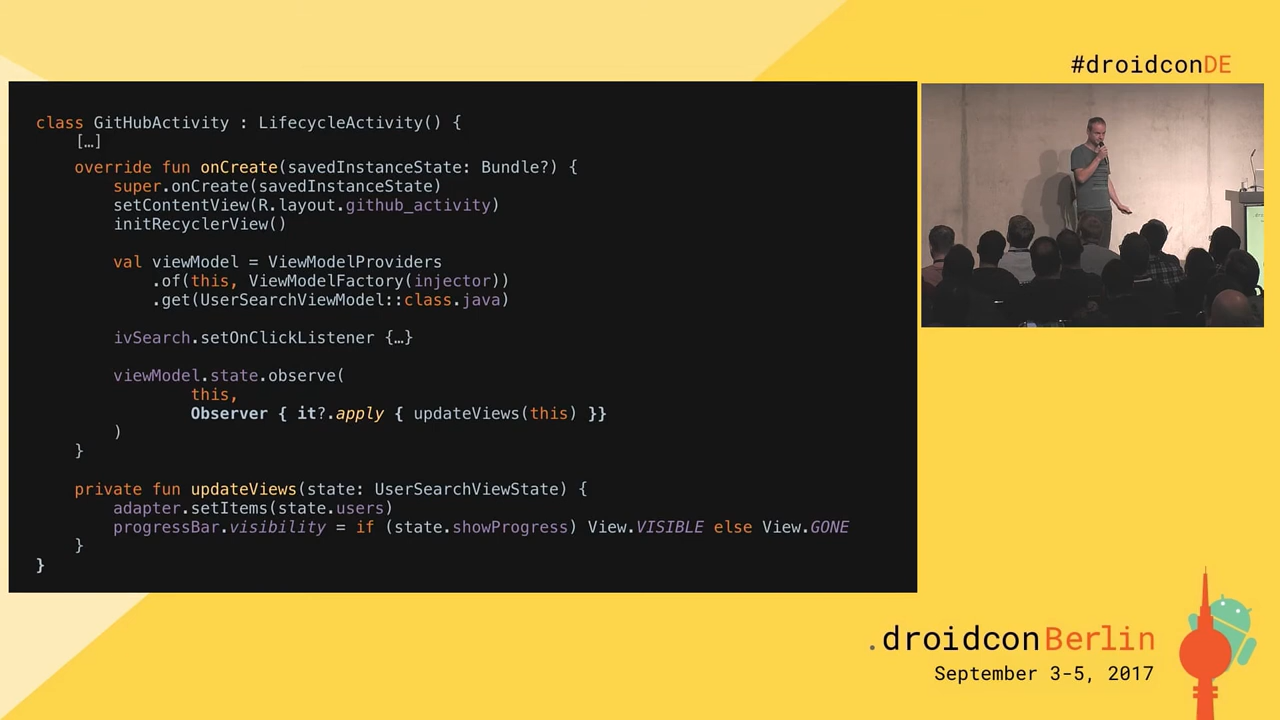 #droidconDE
class GitHubActivity : LifecycleActivity() {
[…]
override fun onCreate(savedInstanceState: Bundle?) {
super.onCreate(savedInstanceState)
setContentView(R.layout.github_activity)
initRecyclerView()
val viewModel = ViewModelProviders
.of(this, ViewModelFactory(injector))
.get(UserSearchViewModel::class.java)
ivSearch.setOnClickListener {…}
viewModel.state.observe(
this,
Observer { it?.apply { updateViews(this) }}
)
}
private fun updateViews(state: UserSearchViewState) {
adapter.setItems(state.users)
progressBar.visibility = if (state.showProgress) View.VISIBLE else View.GONE
}
}
.droidcon Berlin
September 3-5, 2017